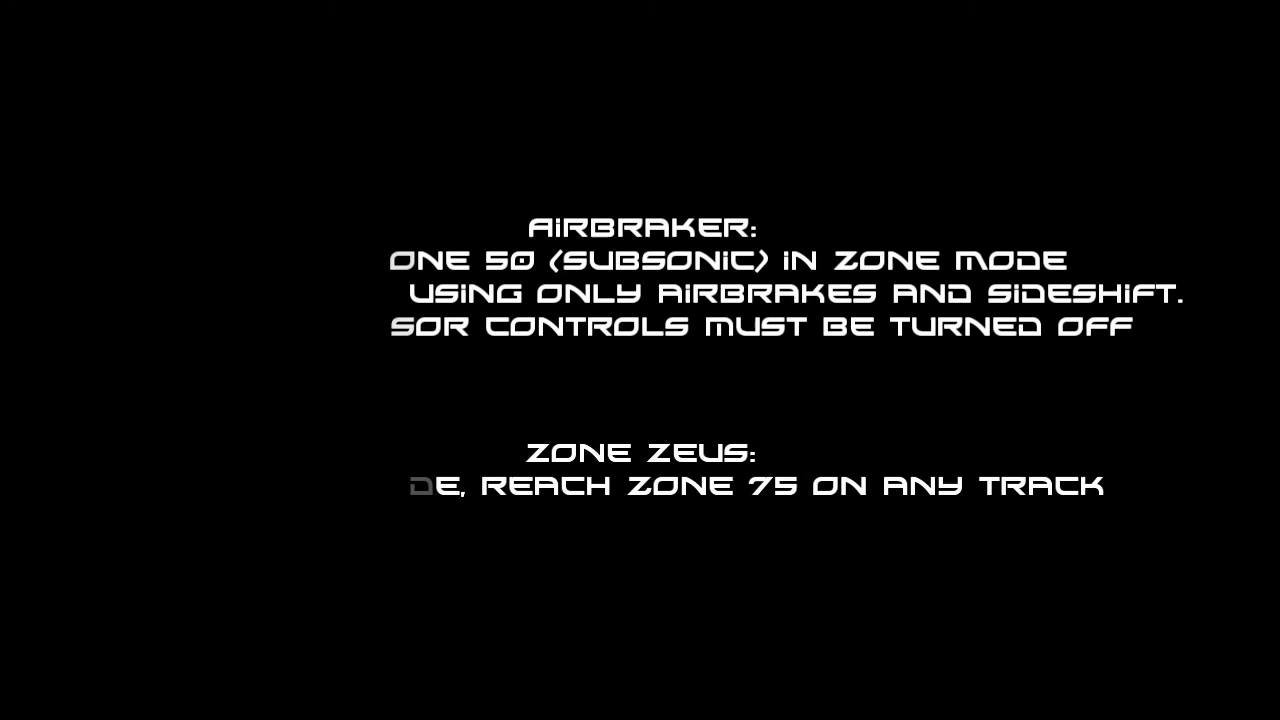 AIRBRAKER:
ONE 50 (SUBSONIC) IN ZONE MODE
USING ONLY AIRBRAKES AND SIDESHIFT.
SOR CONTROLS MUST BE TURNED OFF
ZONE ZEUS:
DE, REACH ZONE 75 ON ANY TRACK